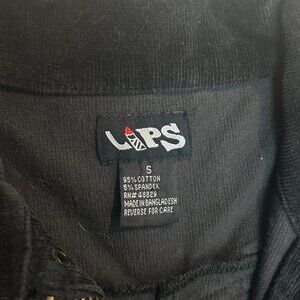 LIPS
S
95% COTTON
5% SPANDEX
RN# 48829
MADE IN BANGLADESH
REVERSE FOR CARE